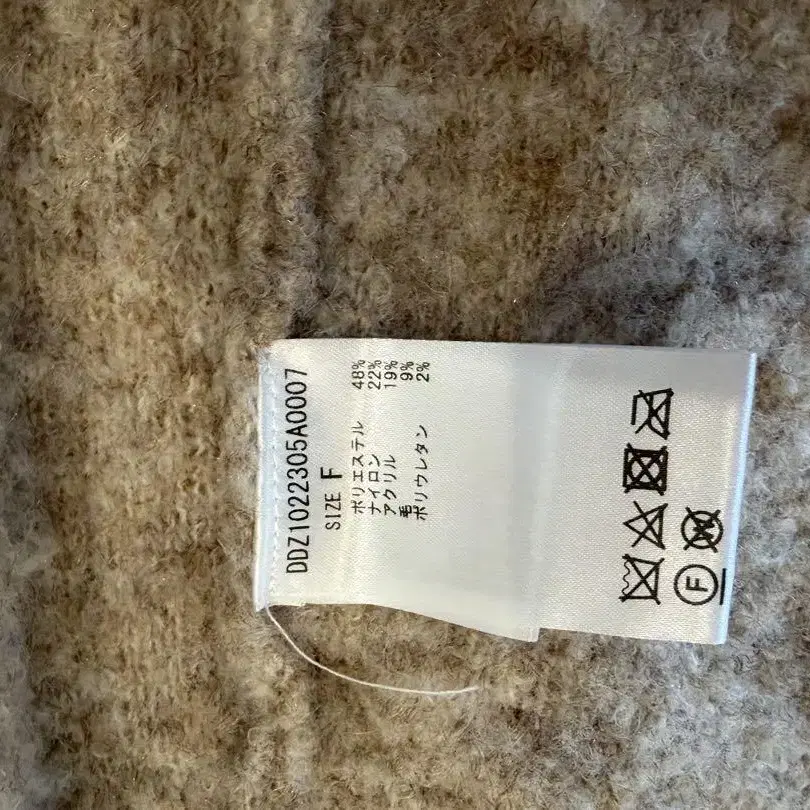 DDZ1022305A0007
SIZE F
ポリエステル 48%
ナイロン 22%
アクリル 19%
毛 9%
ポリウレタン 2%
F W